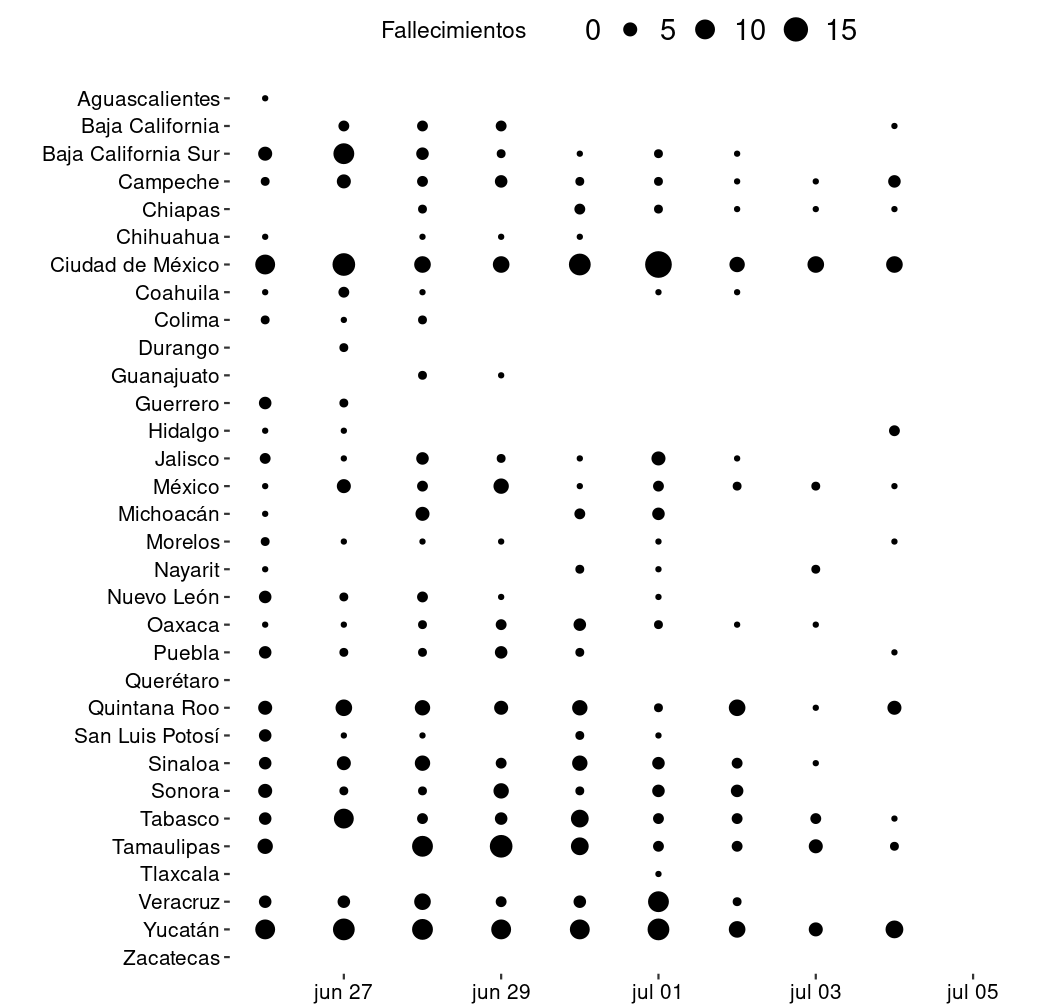 Fallecimientos 0 5 10 15
Aguascalientes
Baja California
Baja California Sur
Campeche
Chiapas
Chihuahua
Ciudad de México
Coahuila
Colima
Durango
Guanajuato
Guerrero
Hidalgo
Jalisco
México
Michoacán
Morelos
Nayarit
Nuevo León
Oaxaca
Puebla
Querétaro
Quintana Roo
San Luis Potosí
Sinaloa
Sonora
Tabasco
Tamaulipas
Tlaxcala
Veracruz
Yucatán
Zacatecas
jun 27 jun 29 jul 01 jul 03 jul 05